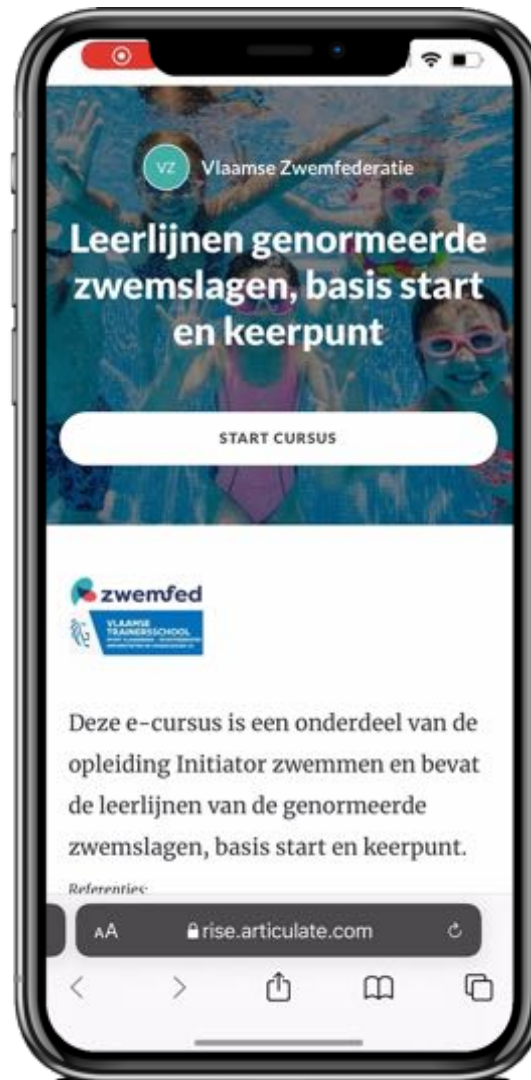 VZ
Vlaamse Zwemfederatie
Leerlijnen genormeerde
zwemslagen, basis start
en keerpunt
START CURSUS
zwemfed
VLAAMSE
TRAINERSSCHOOL
Deze e-cursus is een onderdeel van de
opleiding Initiator zwemmen en bevat
de leerlijnen van de genormeerde
zwemslagen, basis start en keerpunt.
Referenties:
AA
rise.articulate.com